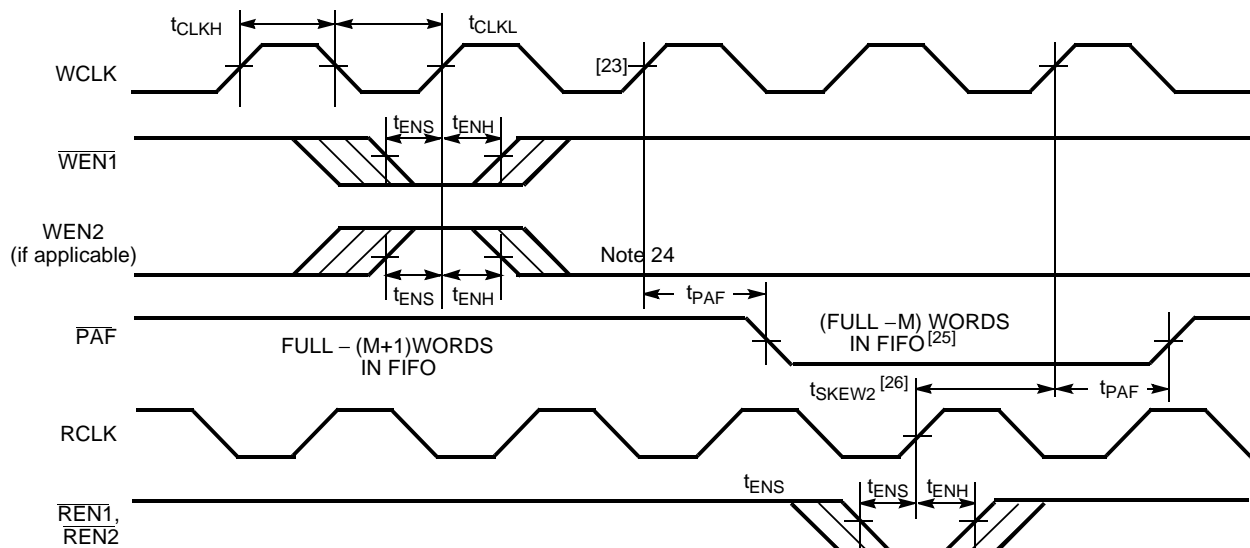 tCLKH
tCLKL
WCLK
[23]
tENS
tENH
WEN1
WEN2
(if applicable)
Note 24
tENS
tENH
tPAF
PAF
FULL – (M+1)WORDS
IN FIFO
(FULL –M) WORDS
IN FIFO[25]
tSKEW2 [26]
tPAF
RCLK
tENS
tENS
tENH
REN1,
REN2